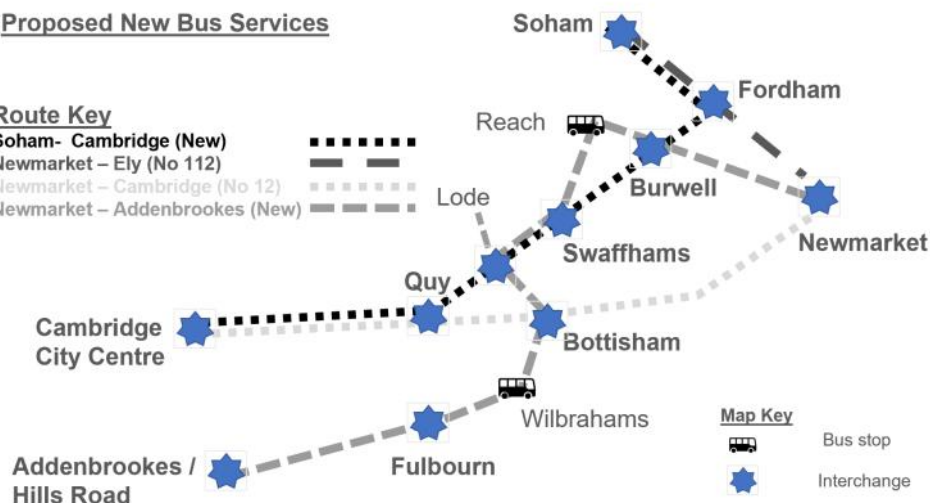 Proposed New Bus Services
Soham
Fordham
Route Key
Soham- Cambridge (New)
Newmarket – Ely (No 112)
Newmarket – Cambridge (No 12)
Newmarket – Addenbrookes (New)
Reach
Burwell
Lode
Newmarket
Swaffhams
Quy
Cambridge
City Centre
Bottisham
Wilbrahams
Map Key
Bus stop
Addenbrookes /
Hills Road
Fulbourn
Interchange